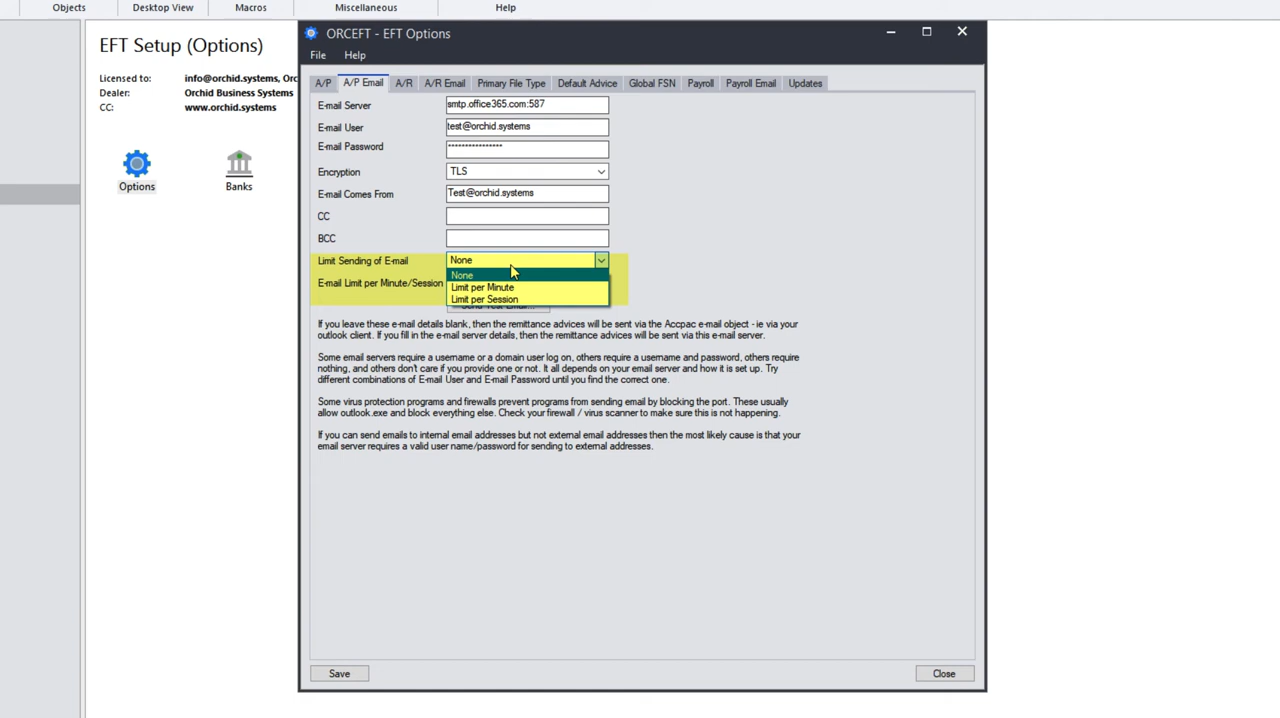 Objects Desktop View Macros Miscellaneous Help
EFT Setup (Options)
Licensed to: info@orchid.systems, Orc
Dealer: Orchid Business Systems
CC: www.orchid.systems
Options Banks
ORCEFT - EFT Options
File Help
A/P A/P Email A/R A/R Email Primary File Type Default Advice Global FSN Payroll Payroll Email Updates
E-mail Server smtp.office365.com:587
E-mail User test@orchid.systems
E-mail Password ****************
Encryption TLS
E-mail Comes From Test@orchid.systems
CC
BCC
Limit Sending of E-mail None
None
E-mail Limit per Minute/Session Limit per Minute
Limit per Session
Send Test Email...
If you leave these e-mail details blank, then the remittance advices will be sent via the Accpac e-mail object - ie via your
outlook client. If you fill in the e-mail server details, then the remittance advices will be sent via this e-mail server.
Some email servers require a username or a domain user log on, others require a username and password, others require
nothing, and others don't care if you provide one or not. It all depends on your email server and how it is set up. Try
different combinations of E-mail User and E-mail Password until you find the correct one.
Some virus protection programs and firewalls prevent programs from sending email by blocking the port. These usually
allow outlook.exe and block everything else. Check your firewall / virus scanner to make sure this is not happening.
If you can send emails to internal email addresses but not external email addresses then the most likely cause is that your
email server requires a valid user name/password for sending to external addresses.
Save Close